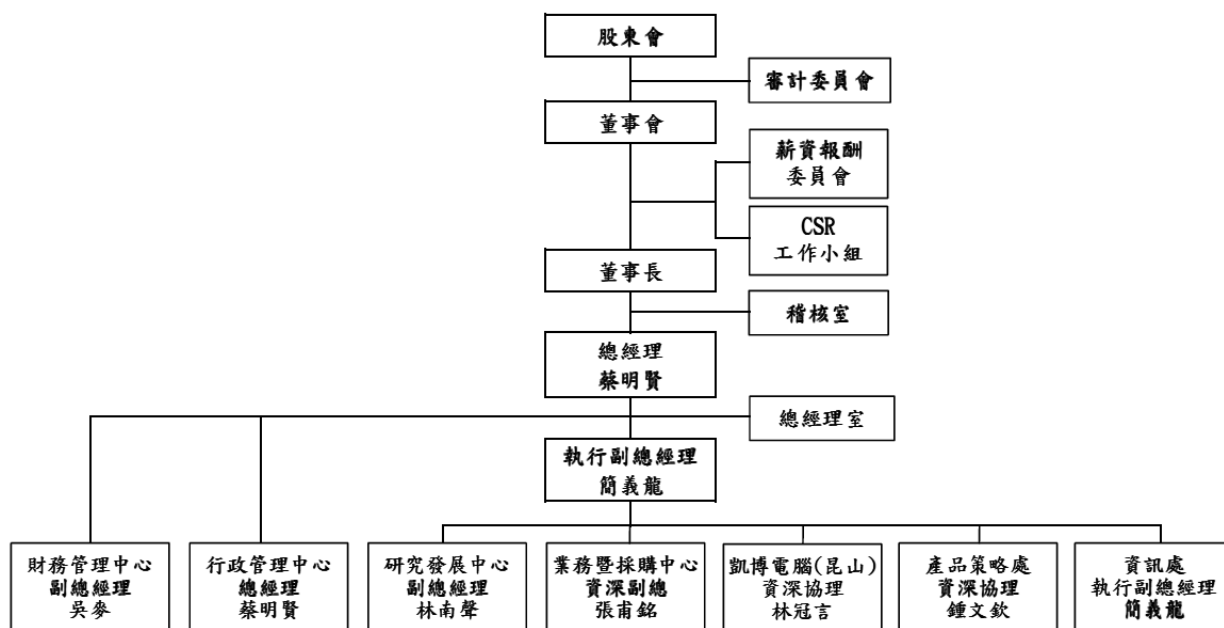 股東會
審計委員會
董事會
薪資報酬
委員會
CSR
工作小組
董事長
稽核室
總經理
蔡明賢
總經理室
執行副總經理
簡義龍
財務管理中心
副總經理
吳麥
行政管理中心
總經理
蔡明賢
研究發展中心
副總經理
林南聲
業務暨採購中心
資深副總
張甫銘
凱博電腦(昆山)
資深協理
林冠言
產品策略處
資深協理
鍾文欽
資訊處
執行副總經理
簡義龍